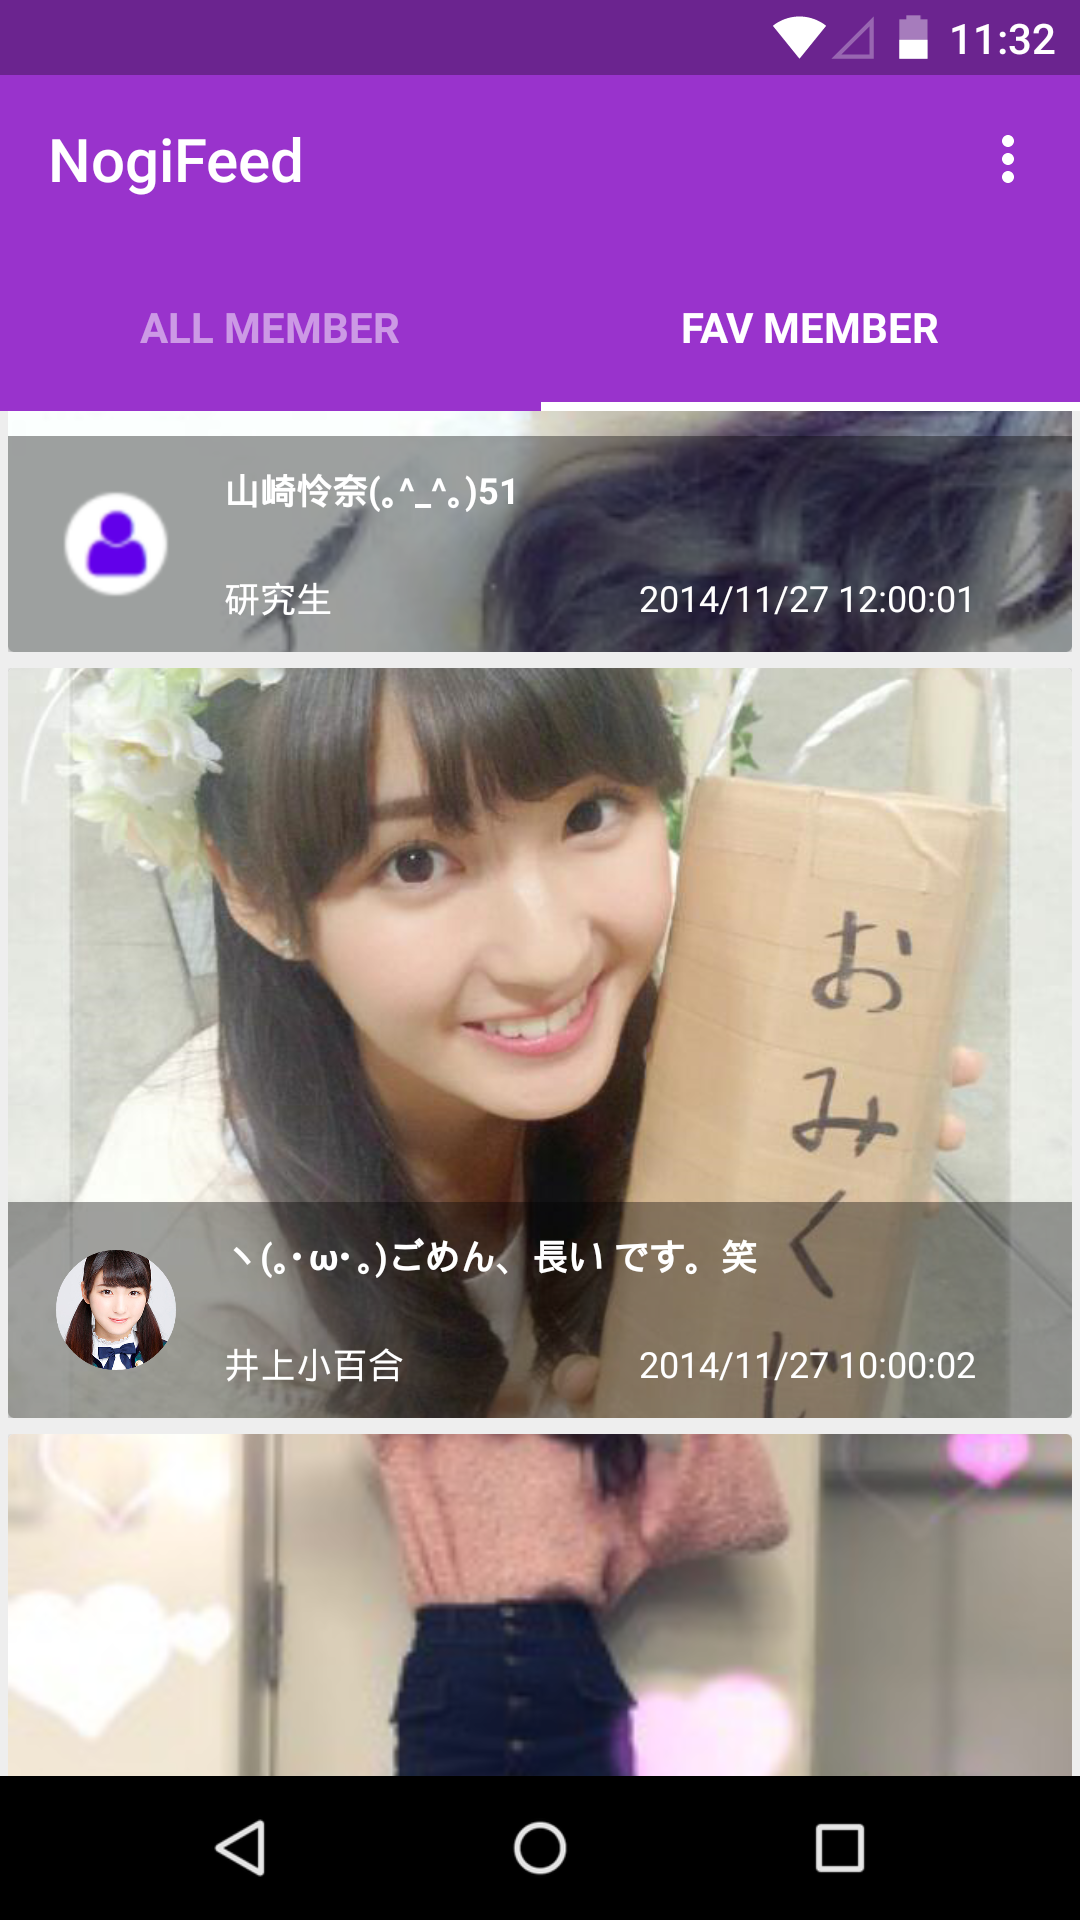 11:32
NogiFeed
ALL MEMBER
FAV MEMBER
山崎怜奈(｡^_^｡)51
研究生
2014/11/27 12:00:01
おみくじ
ヽ(｡･ω･｡)ごめん、長いです。笑
井上小百合
2014/11/27 10:00:02